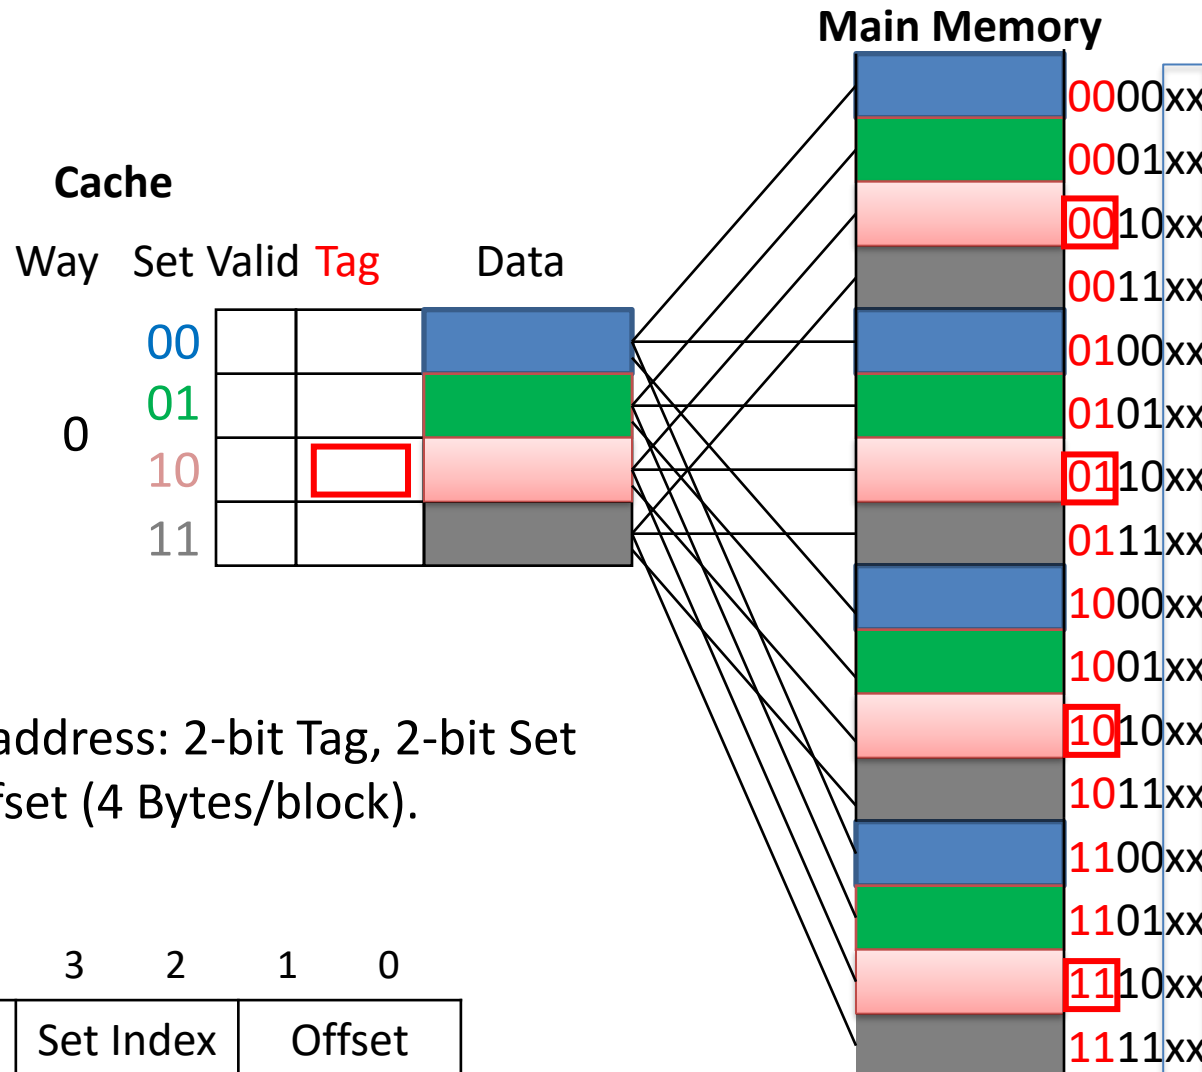 Main Memory
Cache
Way Set Valid Tag Data
00
01
0
10
11
0000xx
0001xx
0010xx
0011xx
0100xx
0101xx
0110xx
0111xx
1000xx
1001xx
1010xx
1011xx
1100xx
1101xx
1110xx
1111xx
address: 2-bit Tag, 2-bit Set
fset (4 Bytes/block).
3 2 1 0
Set Index Offset